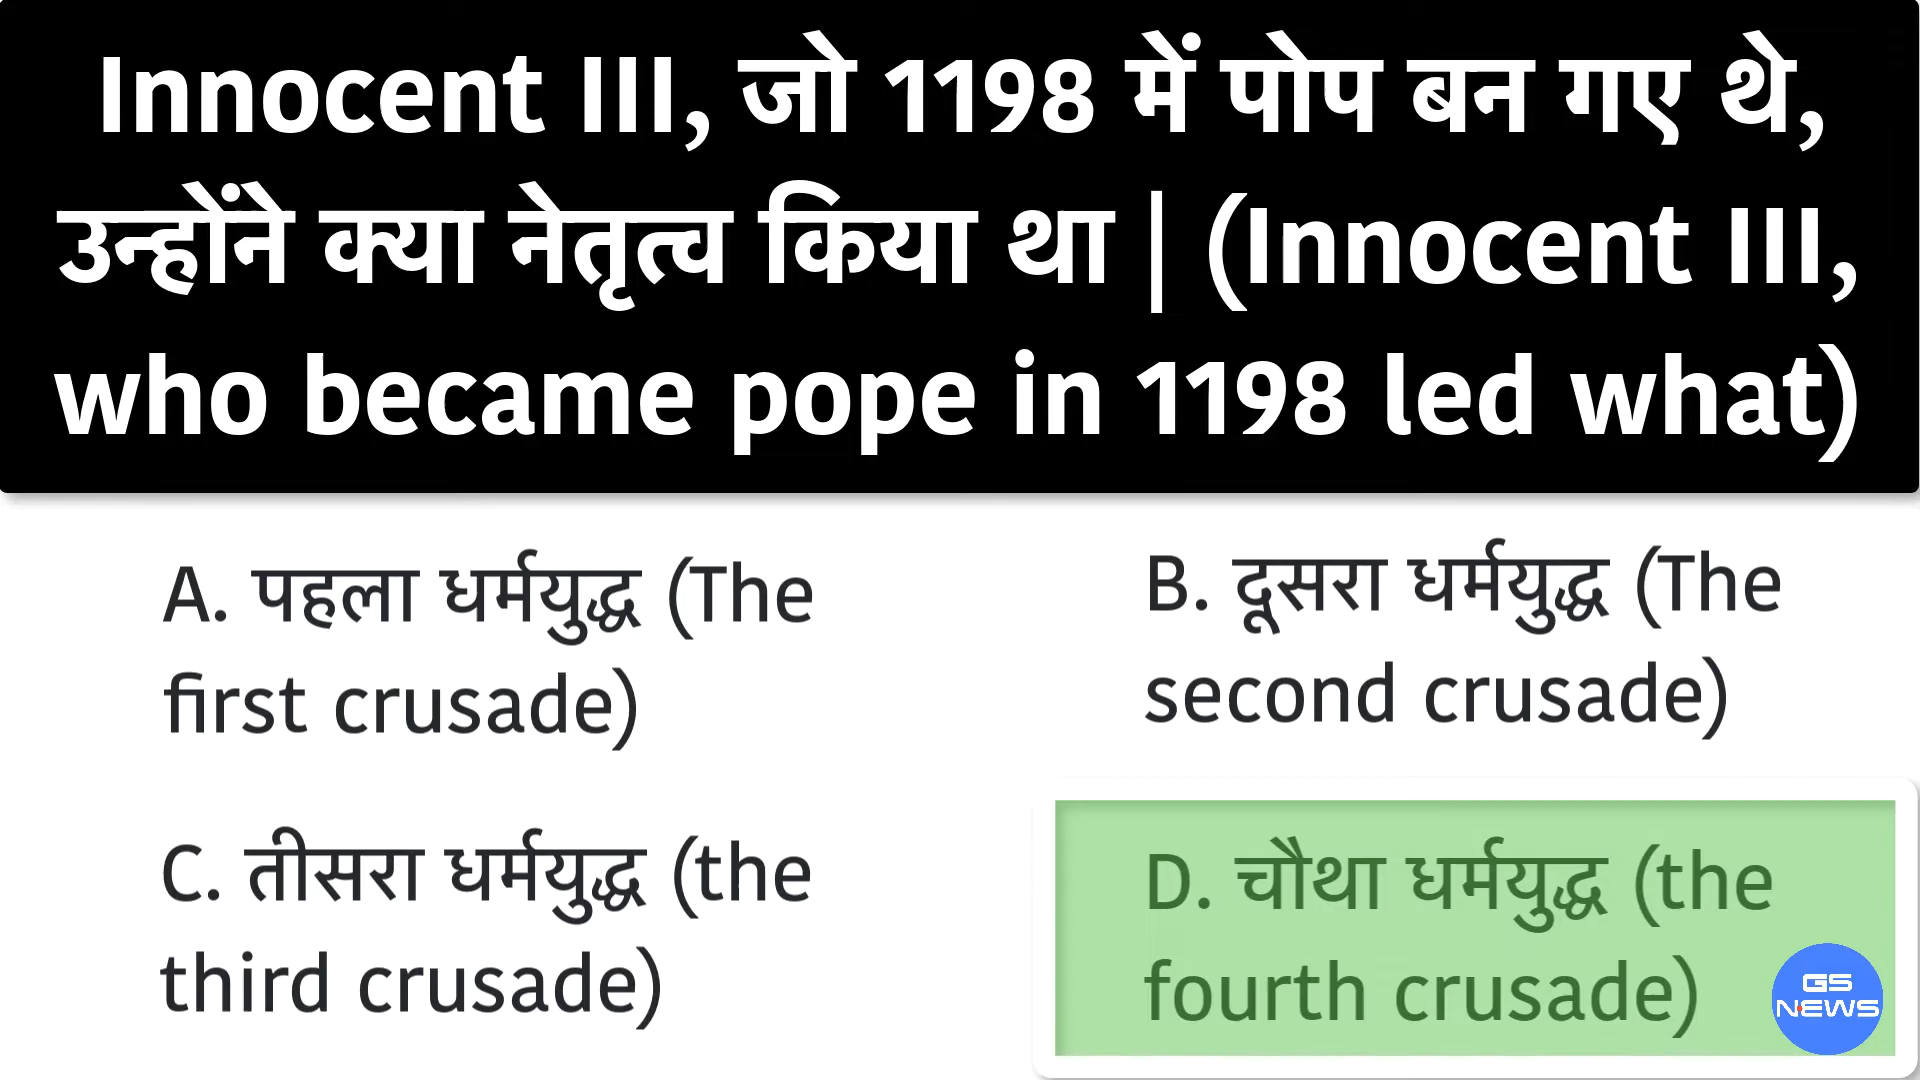 Innocent III, जो 1198 में पोप बन गए थे,
उन्होंने क्या नेतृत्व किया था | (Innocent III,
who became pope in 1198 led what)
A. पहला धर्मयुद्ध (The
first crusade)
B. दूसरा धर्मयुद्ध (The
second crusade)
C. तीसरा धर्मयुद्ध (the
third crusade)
D. चौथा धर्मयुद्ध (the
fourth crusade)
GS
NEWS